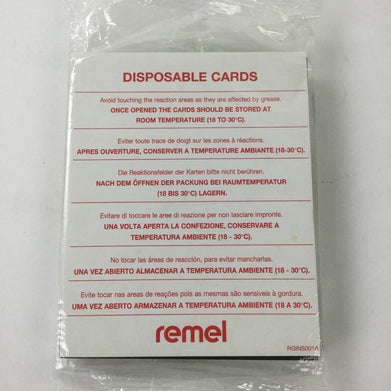 DISPOSABLE CARDS
Avoid touching the reaction areas as they are affected by grease.
ONCE OPENED THE CARDS SHOULD BE STORED AT
ROOM TEMPERATURE (18 TO 30°C).
Eviter toute trace de doigt sur les zones à réactions.
APRES OUVERTURE, CONSERVER A TEMPERATURE AMBIANTE (18-30°C).
Die Reaktionsfelder der Karten bitte nicht berühren.
NACH DEM ÖFFNEN DER PACKUNG BEI RAUMTEMPERATUR
(18 BIS 30°C) LAGERN.
Evitare di toccare le aree di reazione per non lasciare impronte.
UNA VOLTA APERTA LA CONFEZIONE, CONSERVARE A
TEMPERATURA AMBIENTE (18 - 30°C).
No tocar las áreas de reacción, para evitar mancharlas.
UNA VEZ ABIERTO ALMACENAR A TEMPERATURA AMBIENTE (18 - 30°C).
Evite tocar nas areas de reações pois as mesmas são sensiveis à gordura.
UMA VEZ ABERTO ARMAZENAR A TEMPERATURA AMBIENTE (18 A 30°C).
remel
RGINS001A